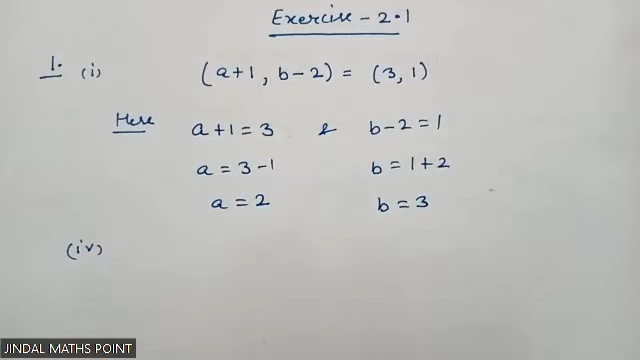 Exercise - 2.1
1. (i) (a+1, b-2) = (3, 1)
Here a+1 = 3 & b-2 = 1
a = 3-1 b = 1+2
a = 2 b = 3
(iv)
JINDAL MATHS POINT